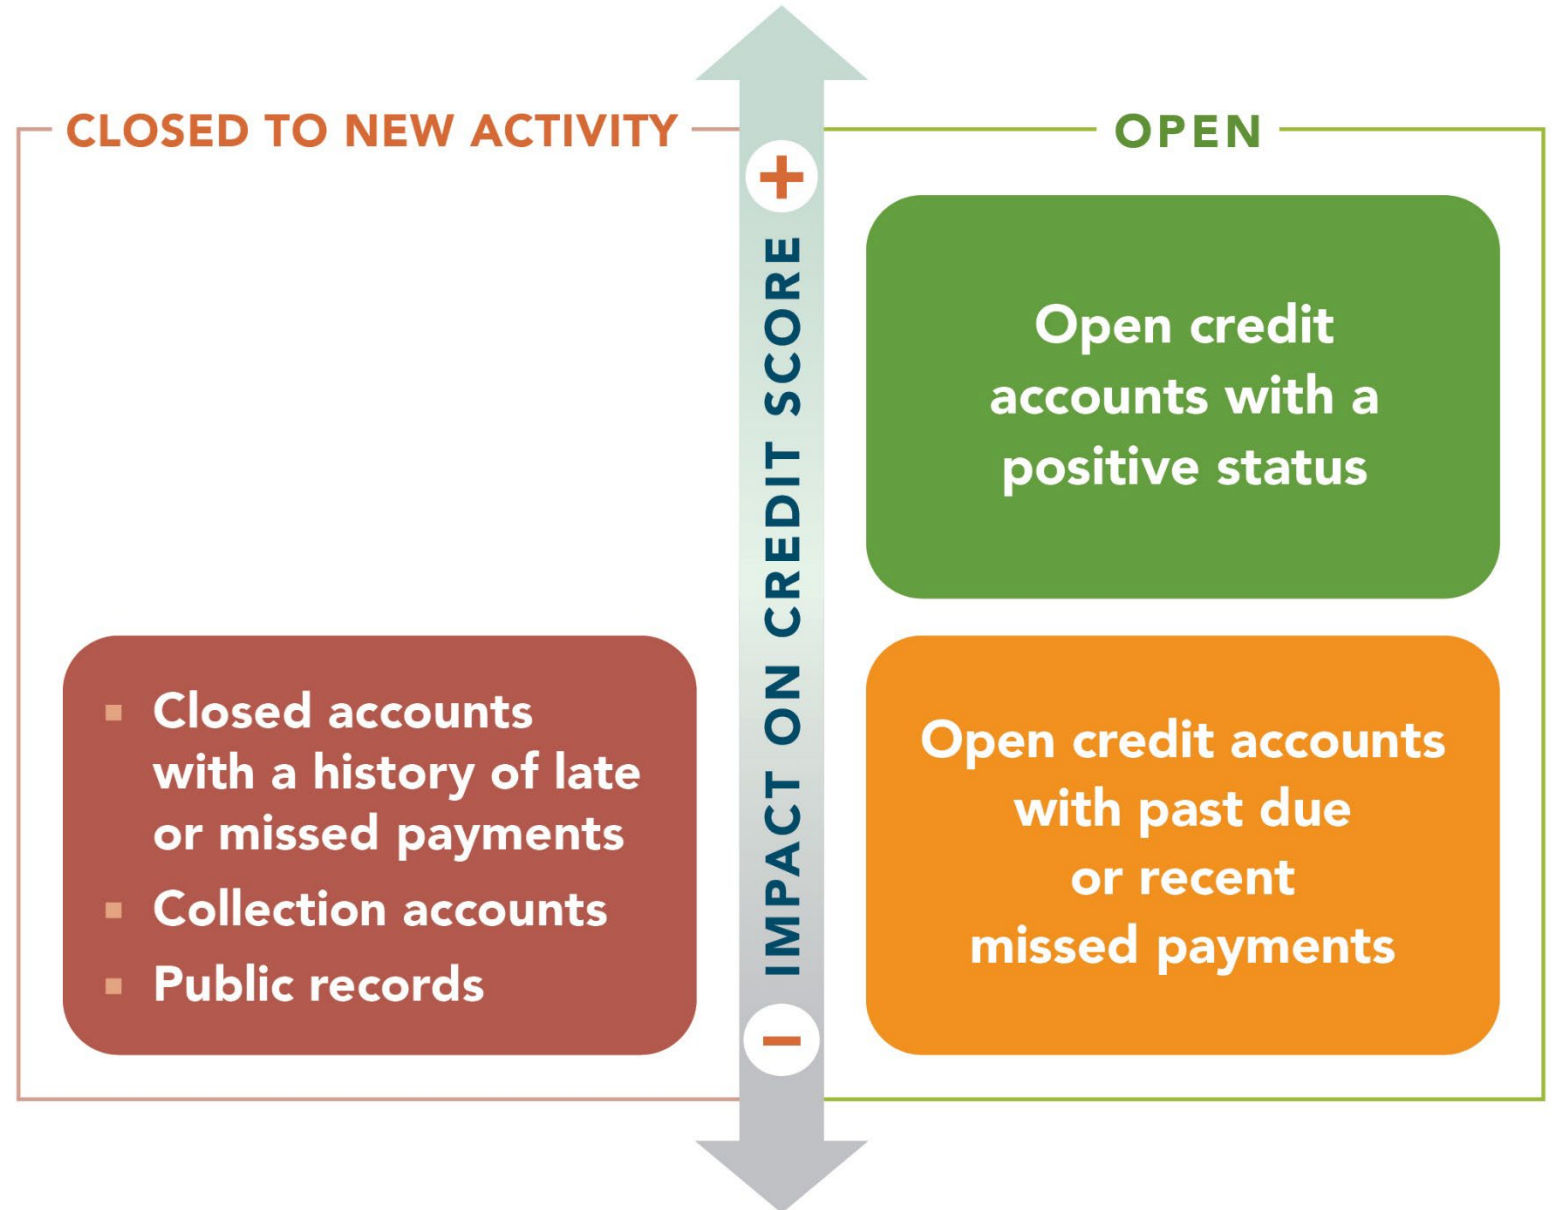 CLOSED TO NEW ACTIVITY
OPEN
+
IMPACT ON CREDIT SCORE
−
Open credit
accounts with a
positive status
▪ Closed accounts
with a history of late
or missed payments
▪ Collection accounts
▪ Public records
Open credit accounts
with past due
or recent
missed payments